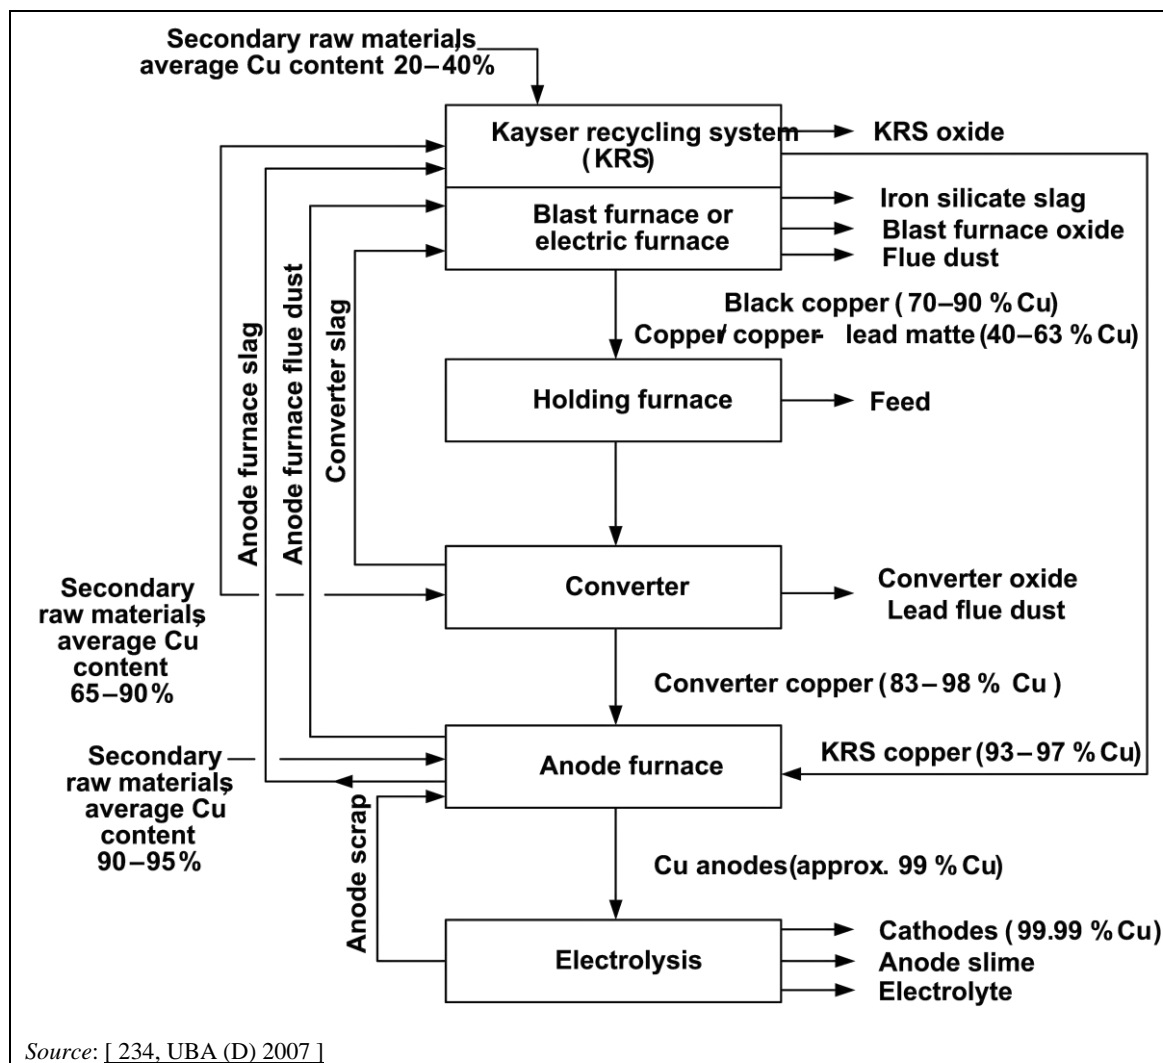 Secondary raw materials,
average Cu content 20–40%
Kayser recycling system
(KRS)
KRS oxide
Blast furnace or
electric furnace
Iron silicate slag
Blast furnace oxide
Flue dust
Black copper (70–90 % Cu)
Copper/copper- lead matte (40–63 % Cu)
Anode furnace slag
Anode furnace flue dust
Converter slag
Holding furnace
Feed
Converter
Converter oxide
Lead flue dust
Secondary
raw materials,
average Cu
content
65–90%
Converter copper (83–98 % Cu)
Secondary
raw materials,
average Cu
content
90–95%
Anode furnace
KRS copper (93–97 % Cu)
Anode scrap
Cu anodes (approx. 99 % Cu)
Electrolysis
Cathodes (99.99 % Cu)
Anode slime
Electrolyte
Source: [ 234, UBA (D) 2007 ]